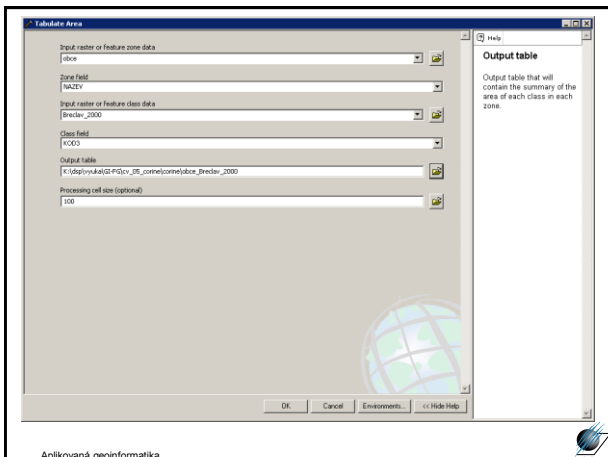 Tabulate Area
Input raster or feature zone data
obce
Zone field
NAZEV
Input raster or feature class data
Breclav_2000
Class field
KOD3
Output table
K:\dsp\vyuka\GI-FG\cv_05_corine\corine\obce_Breclav_2000
Processing cell size (optional)
100
OK
Cancel
Environments...
<< Hide Help
Help
Output table
Output table that will
contain the summary of the
area of each class in each
zone.
Aplikovaná geoinformatika